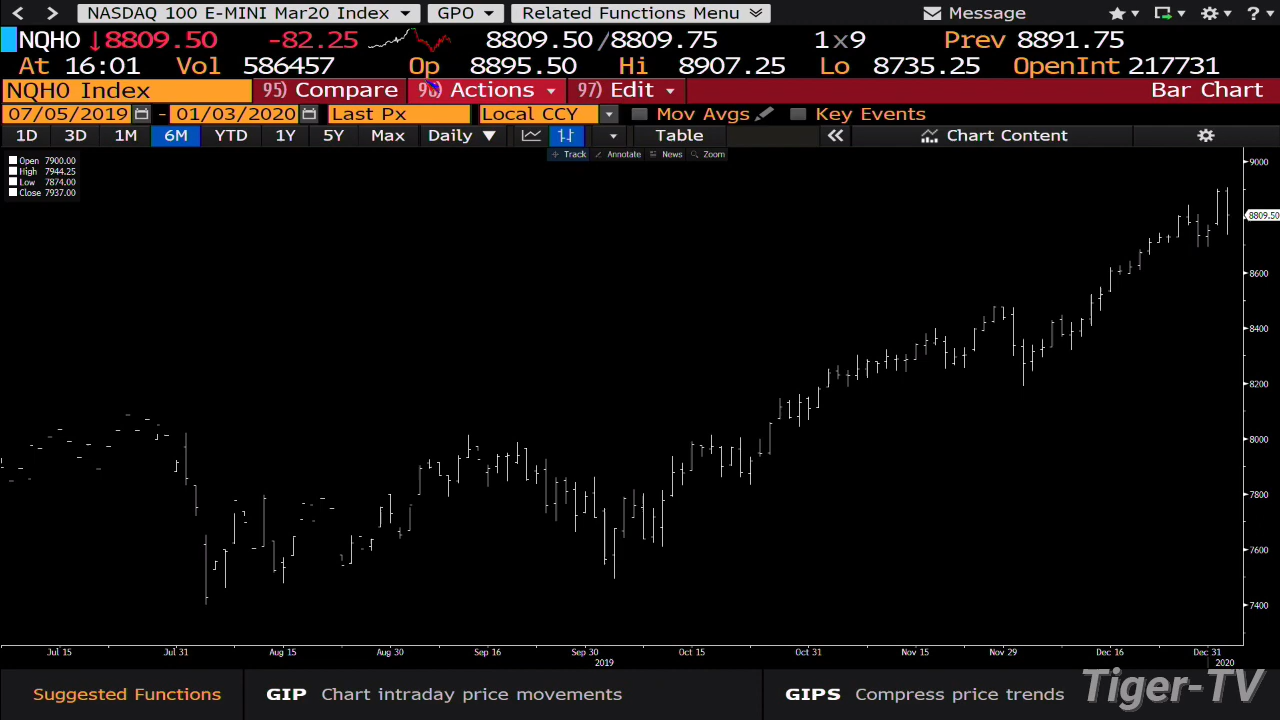 NASDAQ 100 E-MINI Mar20 Index GPO Related Functions Menu Message ?
NQH0 ↓8809.50 -82.25 8809.50/8809.75 1x9 Prev 8891.75
At 16:01 Vol 586457 Op 8895.50 Hi 8907.25 Lo 8735.25 OpenInt 217731
NQH0 Index 95) Compare 96) Actions 97) Edit Bar Chart
07/05/2019 - 01/03/2020 Last Px Local CCY Mov Avgs Key Events
1D 3D 1M 6M YTD 1Y 5Y Max Daily ▼ Table « Chart Content
Track Annotate News Zoom
Open 7900.00
High 7944.25
Low 7874.00
Close 7937.00
9000
8809.50
8600
8400
8200
8000
7800
7600
7400
Jul 15 Jul 31 Aug 15 Aug 30 Sep 16 Sep 30 Oct 15 Oct 31 Nov 15 Nov 29 Dec 16 Dec 31
2019 2020
Suggested Functions GIP Chart intraday price movements GIPS Compress price trends
Tiger-TV